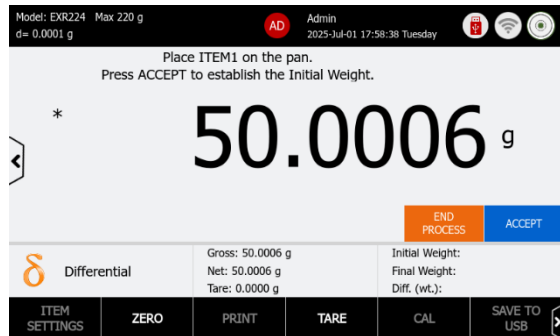 Model: EXR224 Max 220 g
d= 0.0001 g
AD
Admin
2025-Jul-01 17:58:38 Tuesday
Place ITEM1 on the pan.
Press ACCEPT to establish the Initial Weight.
*
50.0006 g
END
PROCESS
ACCEPT
δ
Differential
Gross: 50.0006 g
Net: 50.0006 g
Tare: 0.0000 g
Initial Weight:
Final Weight:
Diff. (wt.):
ITEM
SETTINGS
ZERO
PRINT
TARE
CAL
SAVE TO
USB